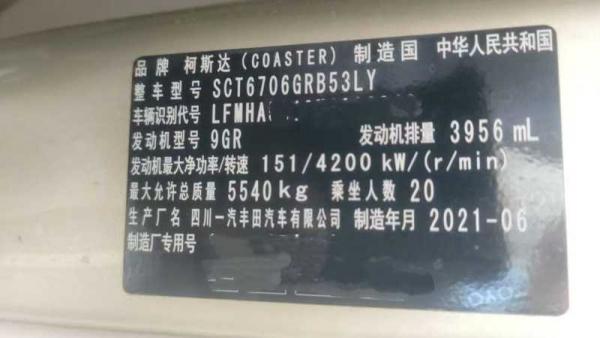 品牌 柯斯达(COASTER) 制造国 中华人民共和国
整车型号 SCT6706GRB53LY
车辆识别代号 LFMHA
发动机型号 9GR 发动机排量 3956 mL
发动机最大净功率/转速 151/4200 kW/(r/min)
最大允许总质量 5540kg 乘坐人数 20
生产厂名 四川一汽丰田汽车有限公司 制造年月 2021-06
制造厂专用号